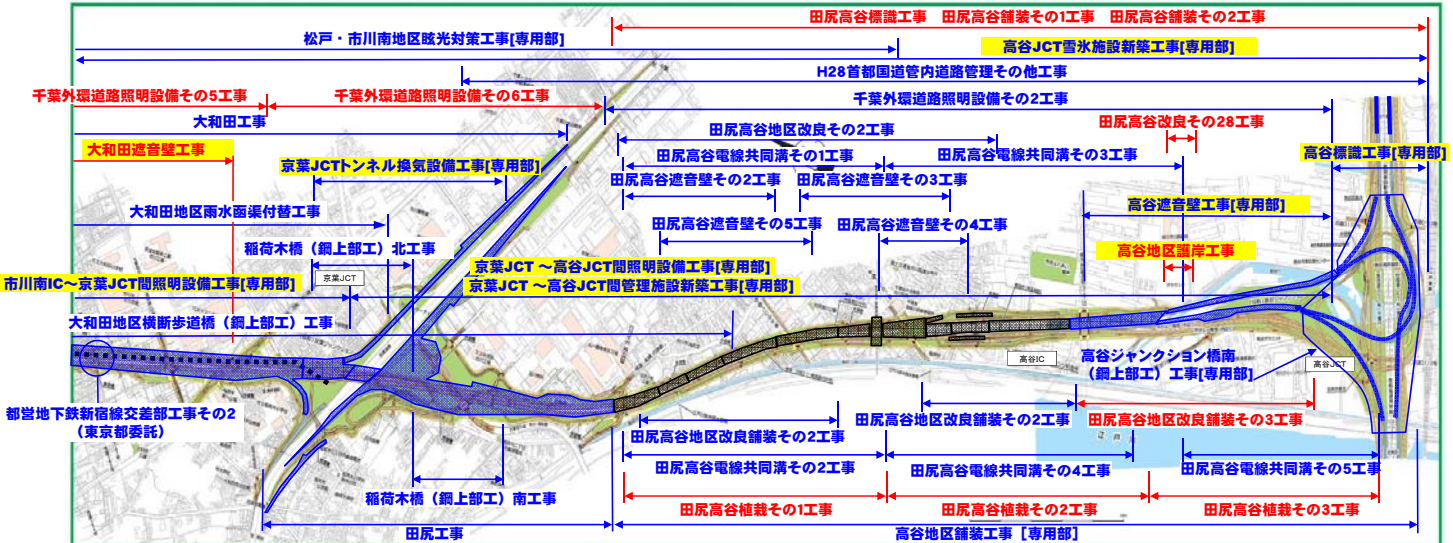 田尻高谷標識工事　田尻高谷舗装その1工事　田尻高谷舗装その2工事
松戸・市川南地区眩光対策工事[専用部]
高谷JCT雪氷施設新築工事[専用部]
H28首都国道管内道路管理その他工事
千葉外環道路照明設備その5工事
千葉外環道路照明設備その6工事
千葉外環道路照明設備その2工事
大和田工事
田尻高谷地区改良その2工事
田尻高谷改良その28工事
大和田遮音壁工事
京葉JCTトンネル換気設備工事[専用部]
田尻高谷電線共同溝その1工事
田尻高谷電線共同溝その3工事
高谷標識工事[専用部]
田尻高谷遮音壁その2工事
田尻高谷遮音壁その3工事
大和田地区雨水函渠付替工事
高谷遮音壁工事[専用部]
田尻高谷遮音壁その5工事
田尻高谷遮音壁その4工事
稲荷木橋（鋼上部工）北工事
高谷地区護岸工事
京葉JCT
京葉JCT ～高谷JCT間照明設備工事[専用部]
市川南IC～京葉JCT間照明設備工事[専用部]
京葉JCT ～高谷JCT間管理施設新築工事[専用部]
大和田地区横断歩道橋（鋼上部工）工事
高谷IC
高谷ジャンクション橋南
（鋼上部工）工事[専用部]
高谷JCT
都営地下鉄新宿線交差部工事その2
（東京都委託）
田尻高谷地区改良舗装その2工事
田尻高谷地区改良舗装その3工事
田尻高谷地区改良舗装その2工事
田尻高谷電線共同溝その2工事
田尻高谷電線共同溝その4工事
田尻高谷電線共同溝その5工事
稲荷木橋（鋼上部工）南工事
田尻高谷植栽その1工事
田尻高谷植栽その2工事
田尻高谷植栽その3工事
田尻工事
高谷地区舗装工事［専用部］